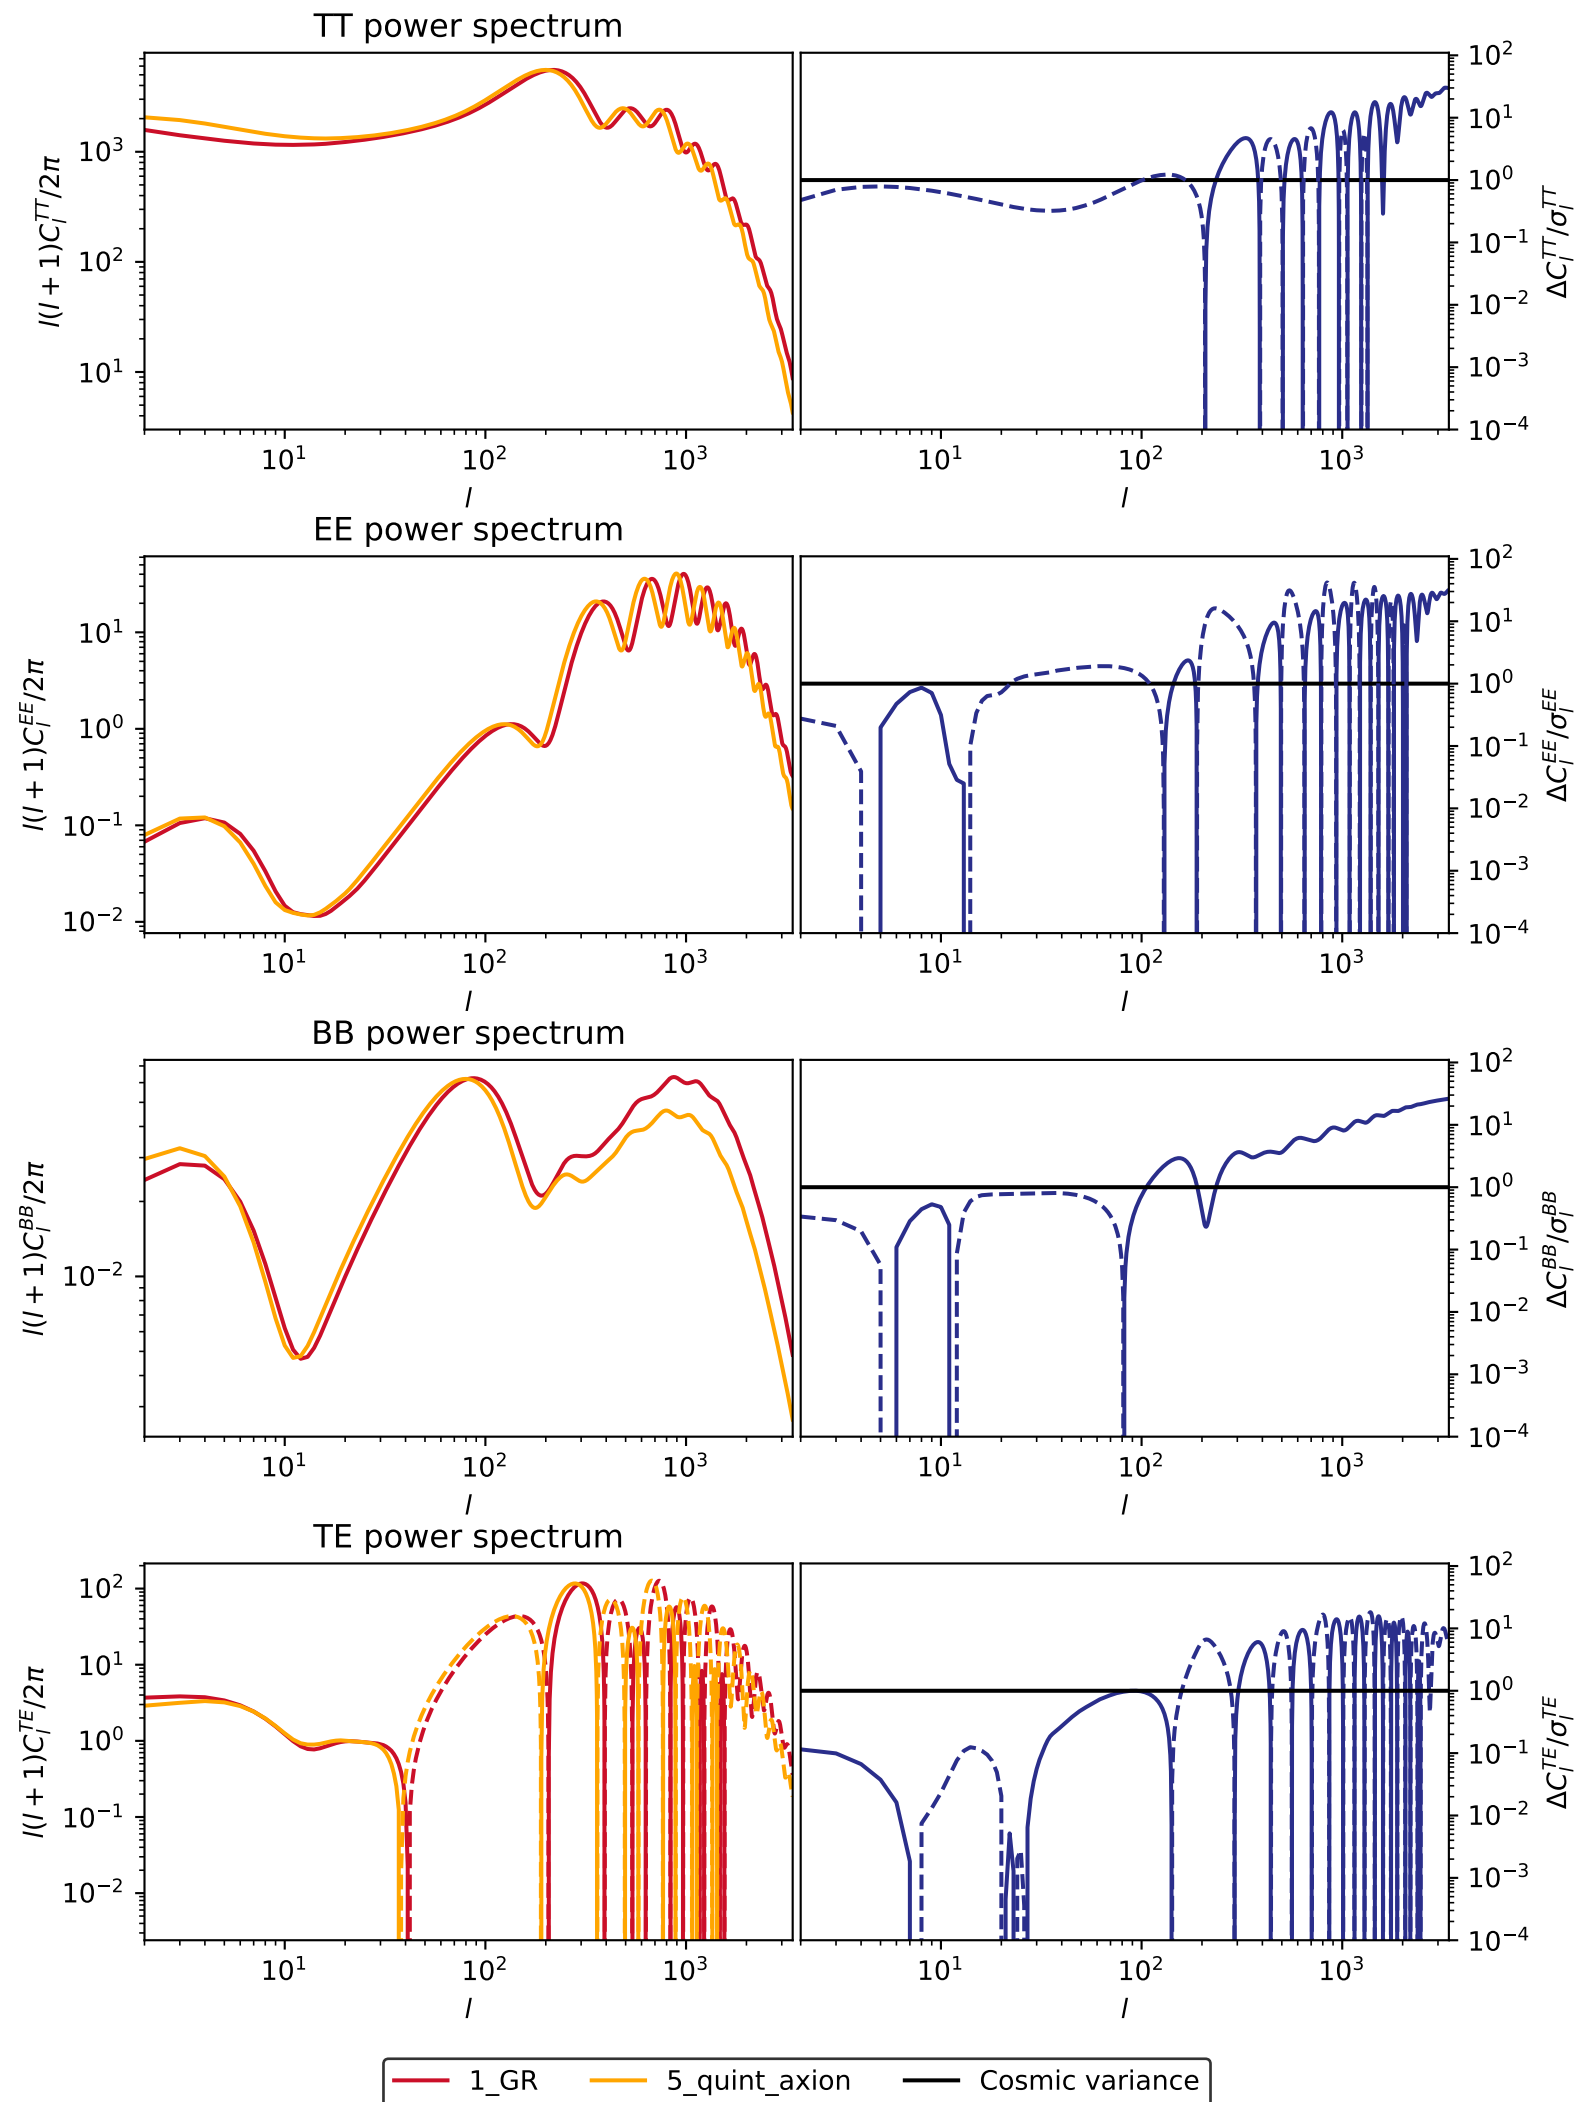 TT power spectrum
l(l + 1)C_l^{TT}/2π
10^3
10^2
10^1
10^1 10^2 10^3
l
10^2
10^1
10^0
10^{−1}
10^{−2}
10^{−3}
10^{−4}
ΔC_l^{TT}/σ_l^{TT}
10^1 10^2 10^3
l
EE power spectrum
l(l + 1)C_l^{EE}/2π
10^1
10^0
10^{−1}
10^{−2}
10^1 10^2 10^3
l
10^2
10^1
10^0
10^{−1}
10^{−2}
10^{−3}
10^{−4}
ΔC_l^{EE}/σ_l^{EE}
10^1 10^2 10^3
l
BB power spectrum
l(l + 1)C_l^{BB}/2π
10^{−2}
10^1 10^2 10^3
l
10^2
10^1
10^0
10^{−1}
10^{−2}
10^{−3}
10^{−4}
ΔC_l^{BB}/σ_l^{BB}
10^1 10^2 10^3
l
TE power spectrum
l(l + 1)C_l^{TE}/2π
10^2
10^1
10^0
10^{−1}
10^{−2}
10^1 10^2 10^3
l
10^2
10^1
10^0
10^{−1}
10^{−2}
10^{−3}
10^{−4}
ΔC_l^{TE}/σ_l^{TE}
10^1 10^2 10^3
l
1_GR 5_quint_axion Cosmic variance